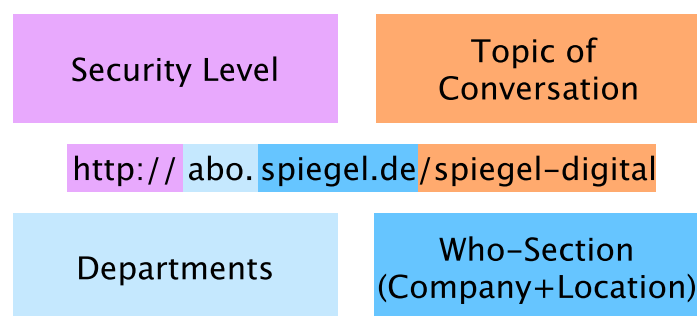 Security Level
Topic of
Conversation
http:// abo. spiegel.de/spiegel-digital
Departments
Who-Section
(Company+Location)